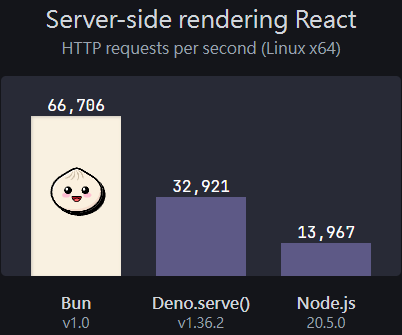 Server-side rendering React
HTTP requests per second (Linux x64)
66,706
32,921
13,967
Bun
v1.0
Deno.serve()
v1.36.2
Node.js
20.5.0